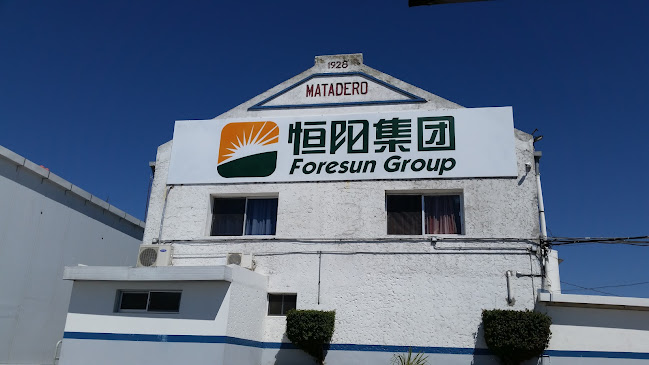 1928
MATADERO
恒阳集团
Foresun Group